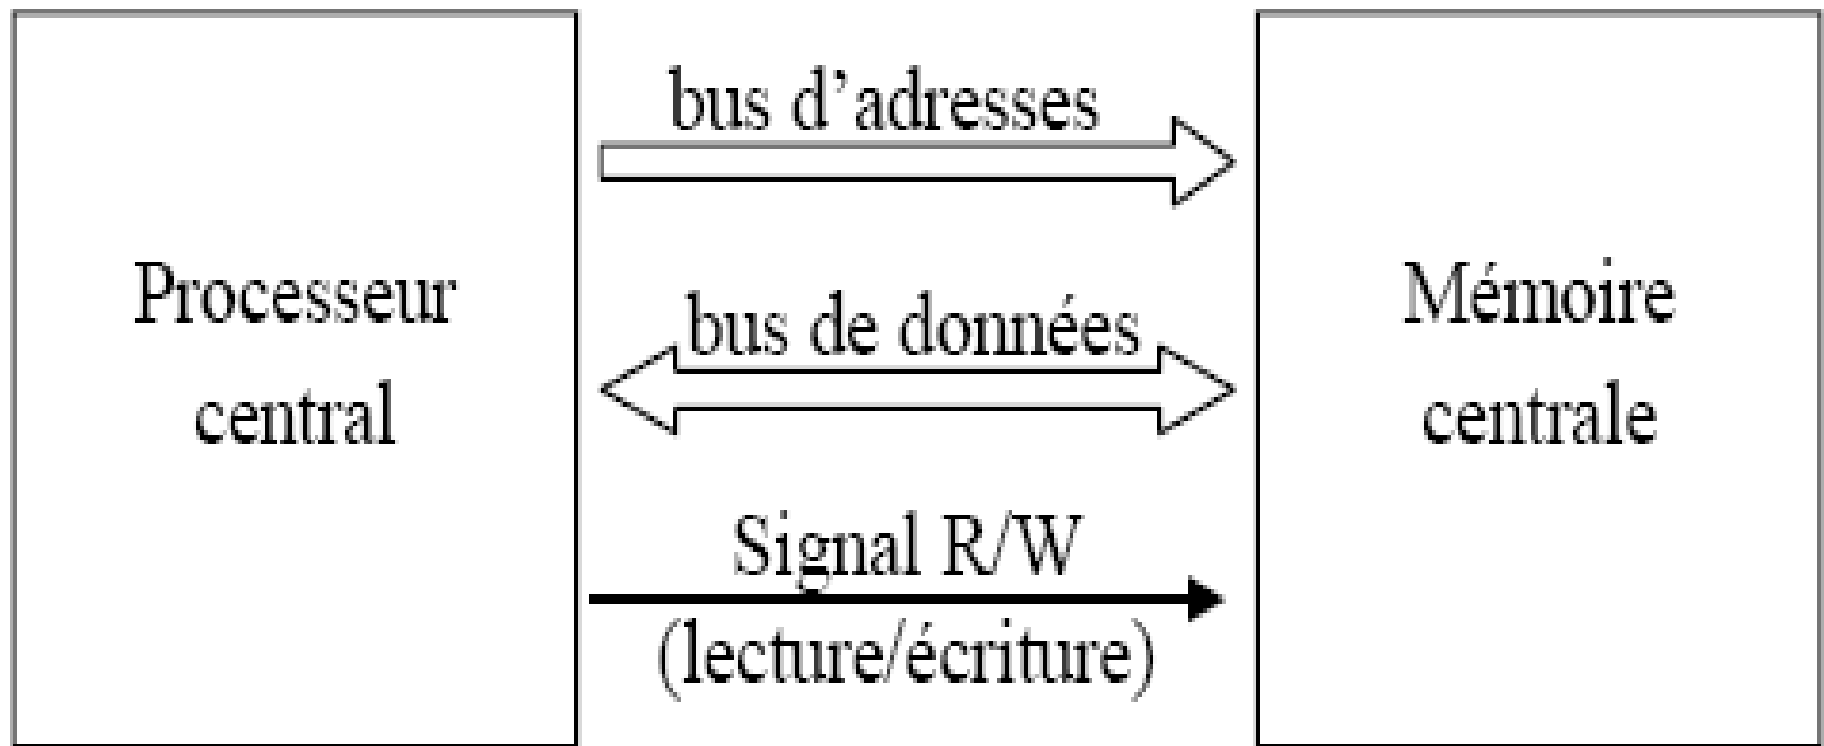 Processeur
central
bus d’adresses
bus de données
Signal R/W
(lecture/écriture)
Mémoire
centrale